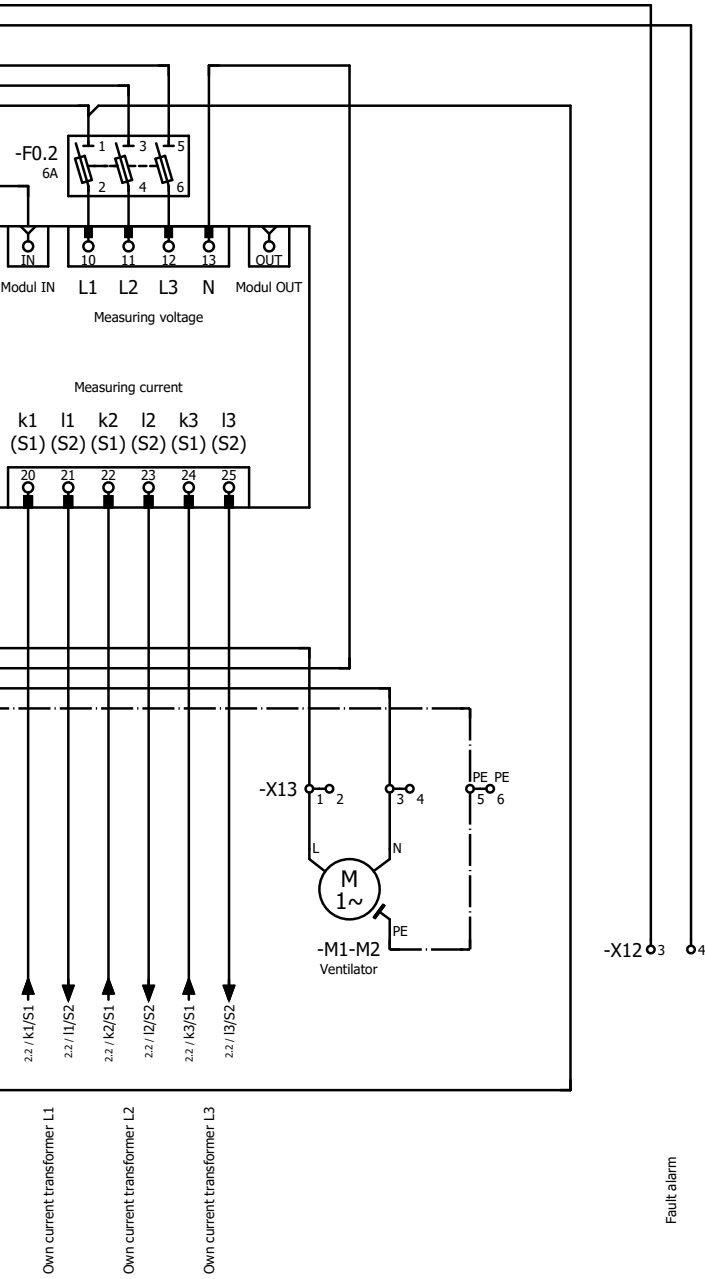 -F0.2
6A
1 3 5
2 4 6
IN 10 11 12 13 OUT
Modul IN L1 L2 L3 N Modul OUT
Measuring voltage
Measuring current
k1 l1 k2 l2 k3 l3
(S1) (S2) (S1) (S2) (S1) (S2)
20 21 22 23 24 25
-X13 1 2 3 4 PE PE
5 6
L N
M
1~
PE
-M1-M2
Ventilator
-X12 3 4
2.2 / k1/S1
2.2 / l1/S2
2.2 / k2/S1
2.2 / l2/S2
2.2 / k3/S1
2.2 / l3/S2
Own current transformer L1
Own current transformer L2
Own current transformer L3
Fault alarm